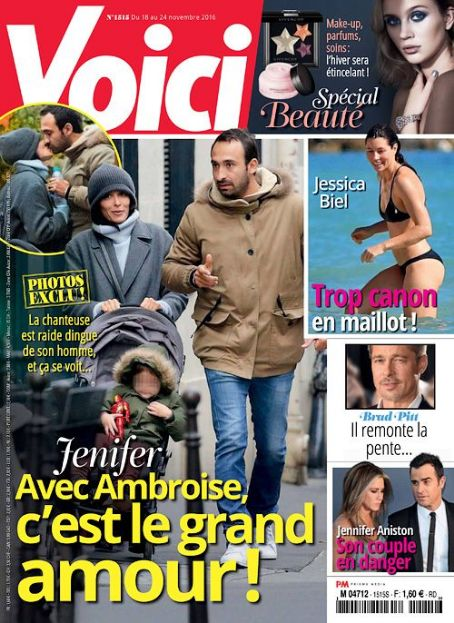 N°1515 Du 18 au 24 novembre 2016
Voici
GIVENCHY
Make-up,
parfums,
soins :
l'hiver sera
étincelant !
Spécial
Beauté
Jessica
Biel
Trop canon
en maillot !
PHOTOS
EXCLU !
La chanteuse
est raide dingue
de son homme,
et ça se voit...
Brad Pitt
Il remonte la
pente...
Jenifer
Avec Ambroise,
c'est le grand
amour !
Jennifer Aniston
Son couple
en danger
PM PRISMA MEDIA
M 04712 - 1515S - F: 1,60 € - RD